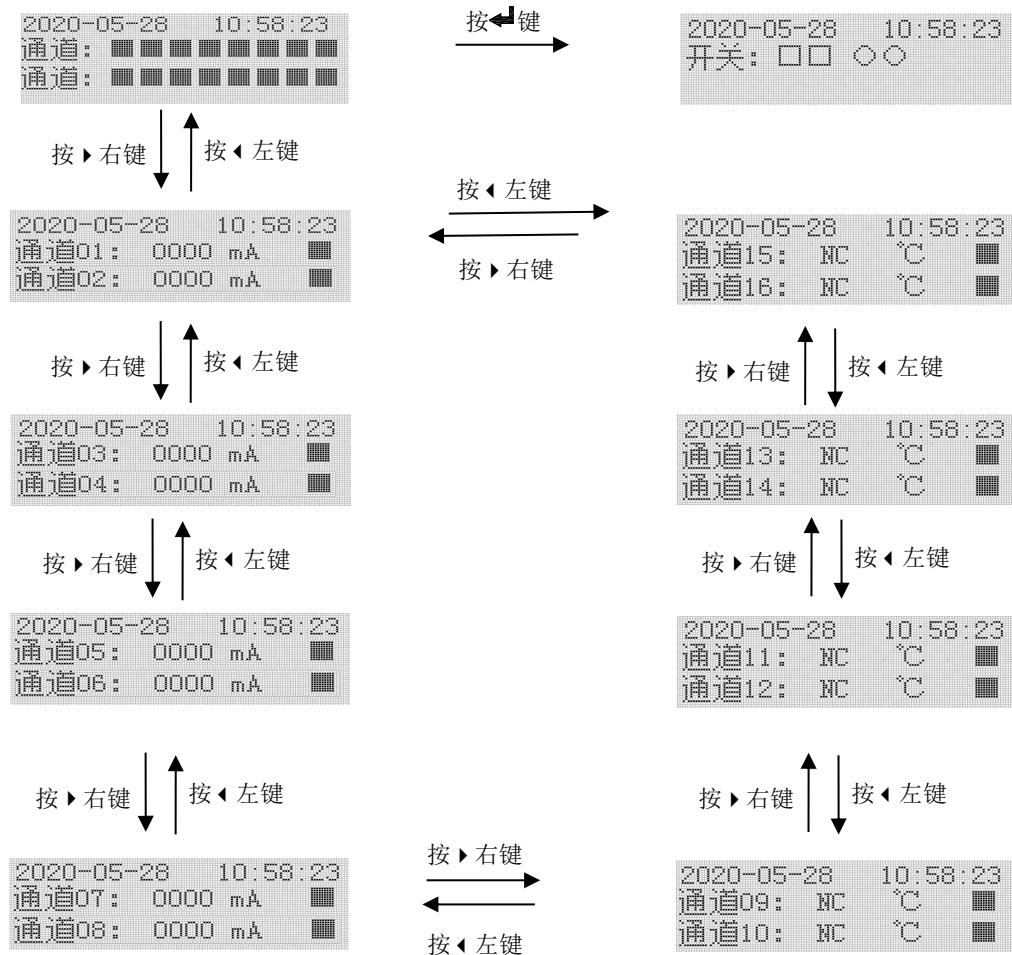 2020-05-28 10:58:23
通道: ■■■■■■■■
通道: ■■■■■■■■
按↵键
2020-05-28 10:58:23
开关: □□ ○○
按▶右键 按◀左键
2020-05-28 10:58:23
通道01: 0000 mA ■
通道02: 0000 mA ■
按◀左键
按▶右键
2020-05-28 10:58:23
通道15: NC ℃ ■
通道16: NC ℃ ■
按▶右键 按◀左键
按▶右键 按◀左键
2020-05-28 10:58:23
通道03: 0000 mA ■
通道04: 0000 mA ■
2020-05-28 10:58:23
通道13: NC ℃ ■
通道14: NC ℃ ■
按▶右键 按◀左键
按▶右键 按◀左键
2020-05-28 10:58:23
通道05: 0000 mA ■
通道06: 0000 mA ■
2020-05-28 10:58:23
通道11: NC ℃ ■
通道12: NC ℃ ■
按▶右键 按◀左键
按▶右键 按◀左键
2020-05-28 10:58:23
通道07: 0000 mA ■
通道08: 0000 mA ■
按▶右键
按◀左键
2020-05-28 10:58:23
通道09: NC ℃ ■
通道10: NC ℃ ■